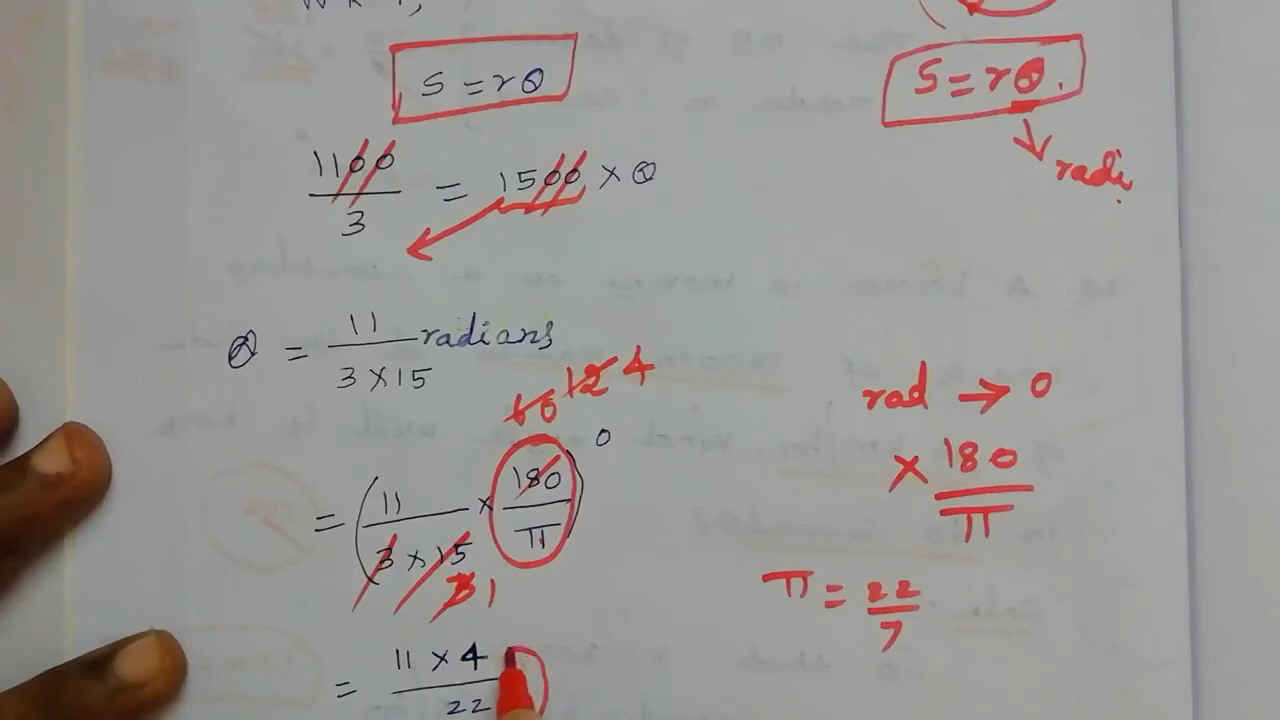 S = rθ
S = rθ.
radi
1100/3 = 1500 × θ
θ = 11/(3×15) radians
60 12 4
rad → 0
× 180/π
= (11/(3×15) × 180/π)°
3 1
π = 22/7
= 11 × 4/22